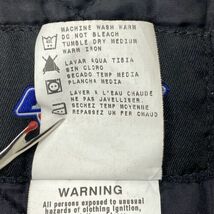 MACHINE WASH WARM
DO NOT BLEACH
TUMBLE DRY MEDIUM
WARM IRON
LAVAR AQUA TIBIA
SIN CLORO
SECADO TEMP MEDIA
PLANCHA MEDIA
LAVER A L'EAU CHAUDE
NE PAS JAVELLISER
SECHEZ TEMP MOYENNE
REPASSEZ UN PER CHAUD
WARNING
All persons exposed to unusual
hazards of clothing ignition,